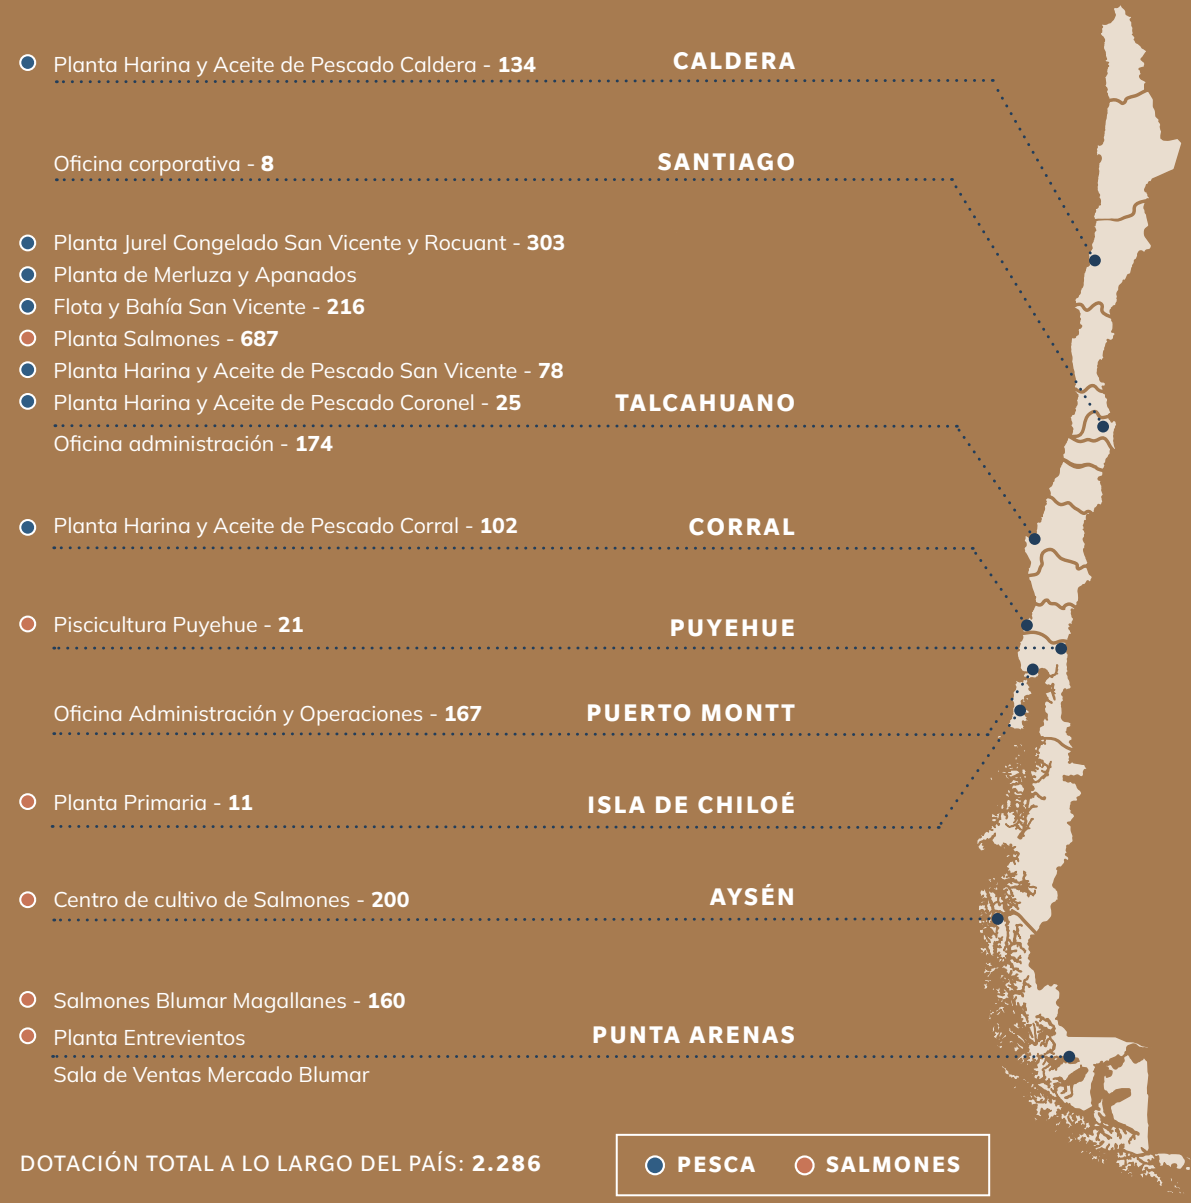 Planta Harina y Aceite de Pescado Caldera - 134
CALDERA
Oficina corporativa - 8
SANTIAGO
Planta Jurel Congelado San Vicente y Rocuant - 303
Planta de Merluza y Apanados
Flota y Bahía San Vicente - 216
Planta Salmones - 687
Planta Harina y Aceite de Pescado San Vicente - 78
Planta Harina y Aceite de Pescado Coronel - 25
TALCAHUANO
Oficina administración - 174
Planta Harina y Aceite de Pescado Corral - 102
CORRAL
Piscicultura Puyehue - 21
PUYEHUE
Oficina Administración y Operaciones - 167
PUERTO MONTT
Planta Primaria - 11
ISLA DE CHILOÉ
Centro de cultivo de Salmones - 200
AYSÉN
Salmones Blumar Magallanes - 160
Planta Entrevientos
PUNTA ARENAS
Sala de Ventas Mercado Blumar
DOTACIÓN TOTAL A LO LARGO DEL PAÍS: 2.286
PESCA
SALMONES